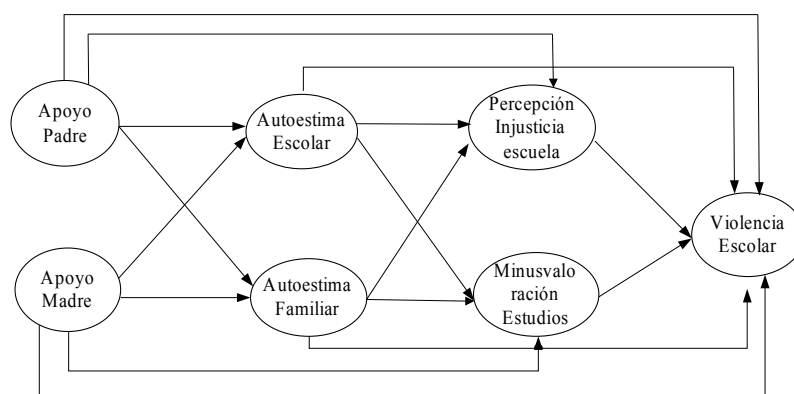 Apoyo
Padre
Autoestima
Escolar
Percepción
Injusticia
escuela
Violencia
Escolar
Apoyo
Madre
Autoestima
Familiar
Minusvalo
ración
Estudios